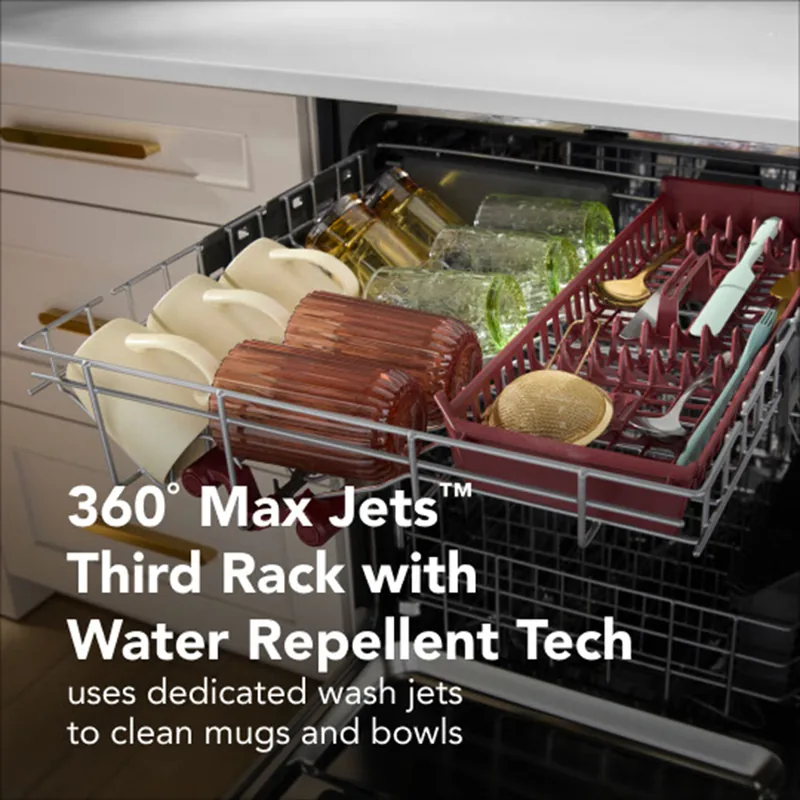 360° Max Jets™
Third Rack with
Water Repellent Tech
uses dedicated wash jets
to clean mugs and bowls